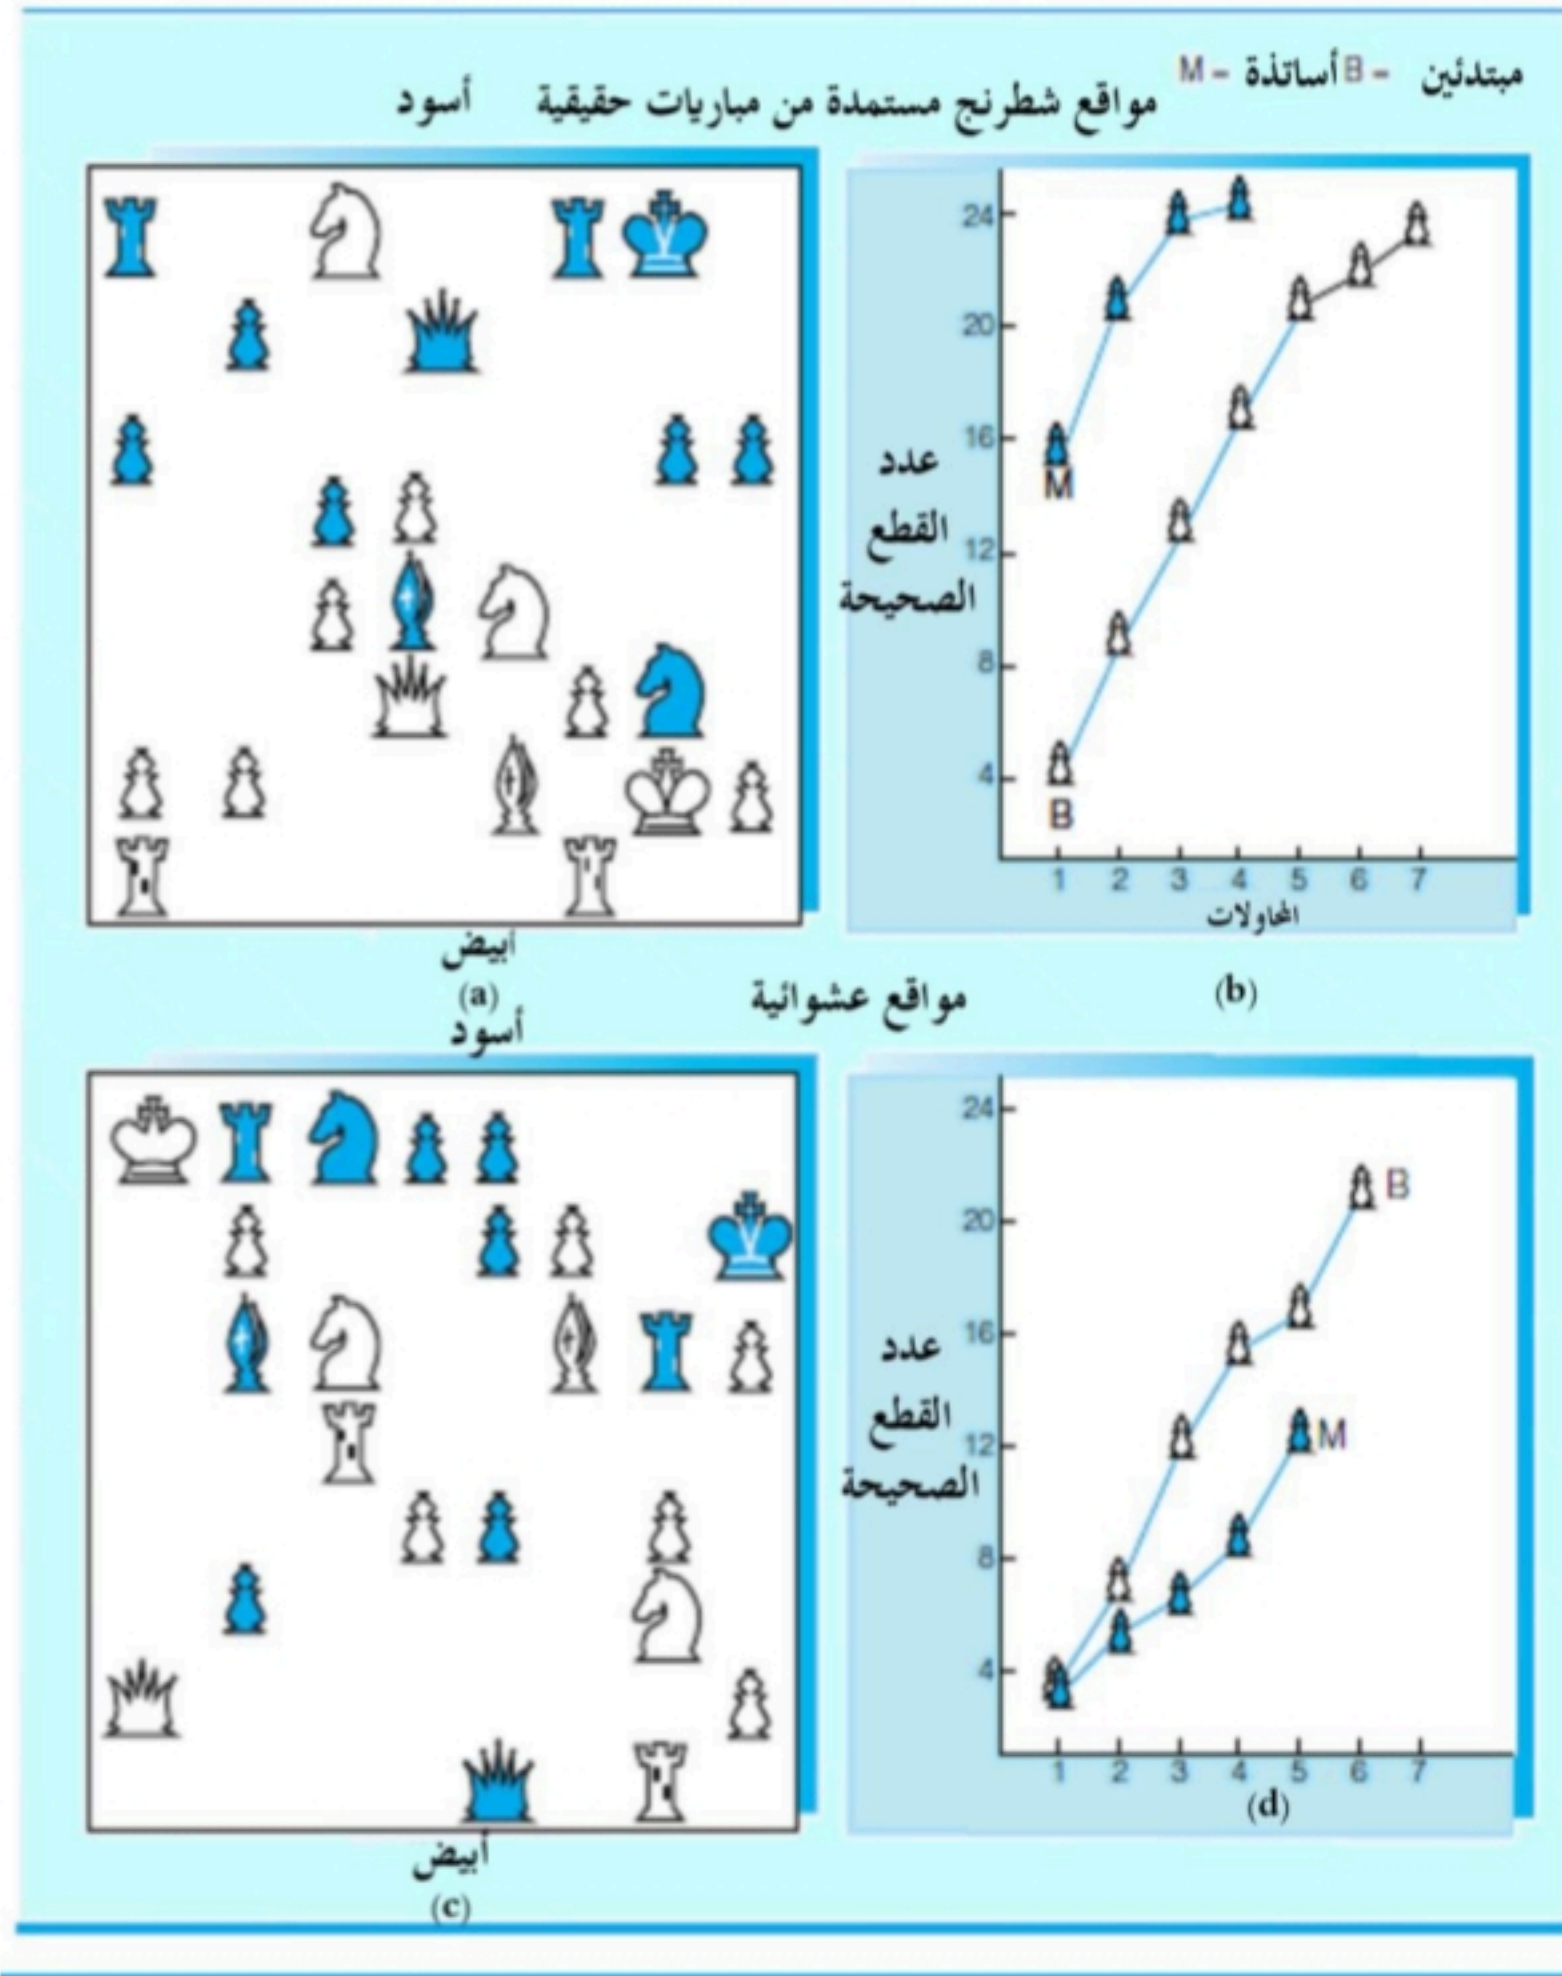 مبتدئين - B أساتذة - M
مواقع شطرنج مستمدة من مباريات حقيقية
أسود
24
20
16
12
8
4
عدد
القطع
الصحيحة
M
B
1 2 3 4 5 6 7
المحاولات
أبيض
(a)
(b)
مواقع عشوائية
أسود
24
20
16
12
8
4
عدد
القطع
الصحيحة
B
M
1 2 3 4 5 6 7
(d)
أبيض
(c)